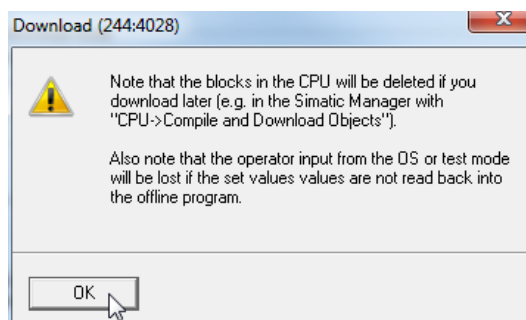 Download (244:4028)
Note that the blocks in the CPU will be deleted if you
download later (e.g. in the Simatic Manager with
"CPU->Compile and Download Objects").
Also note that the operator input from the OS or test mode
will be lost if the set values values are not read back into
the offline program.
OK